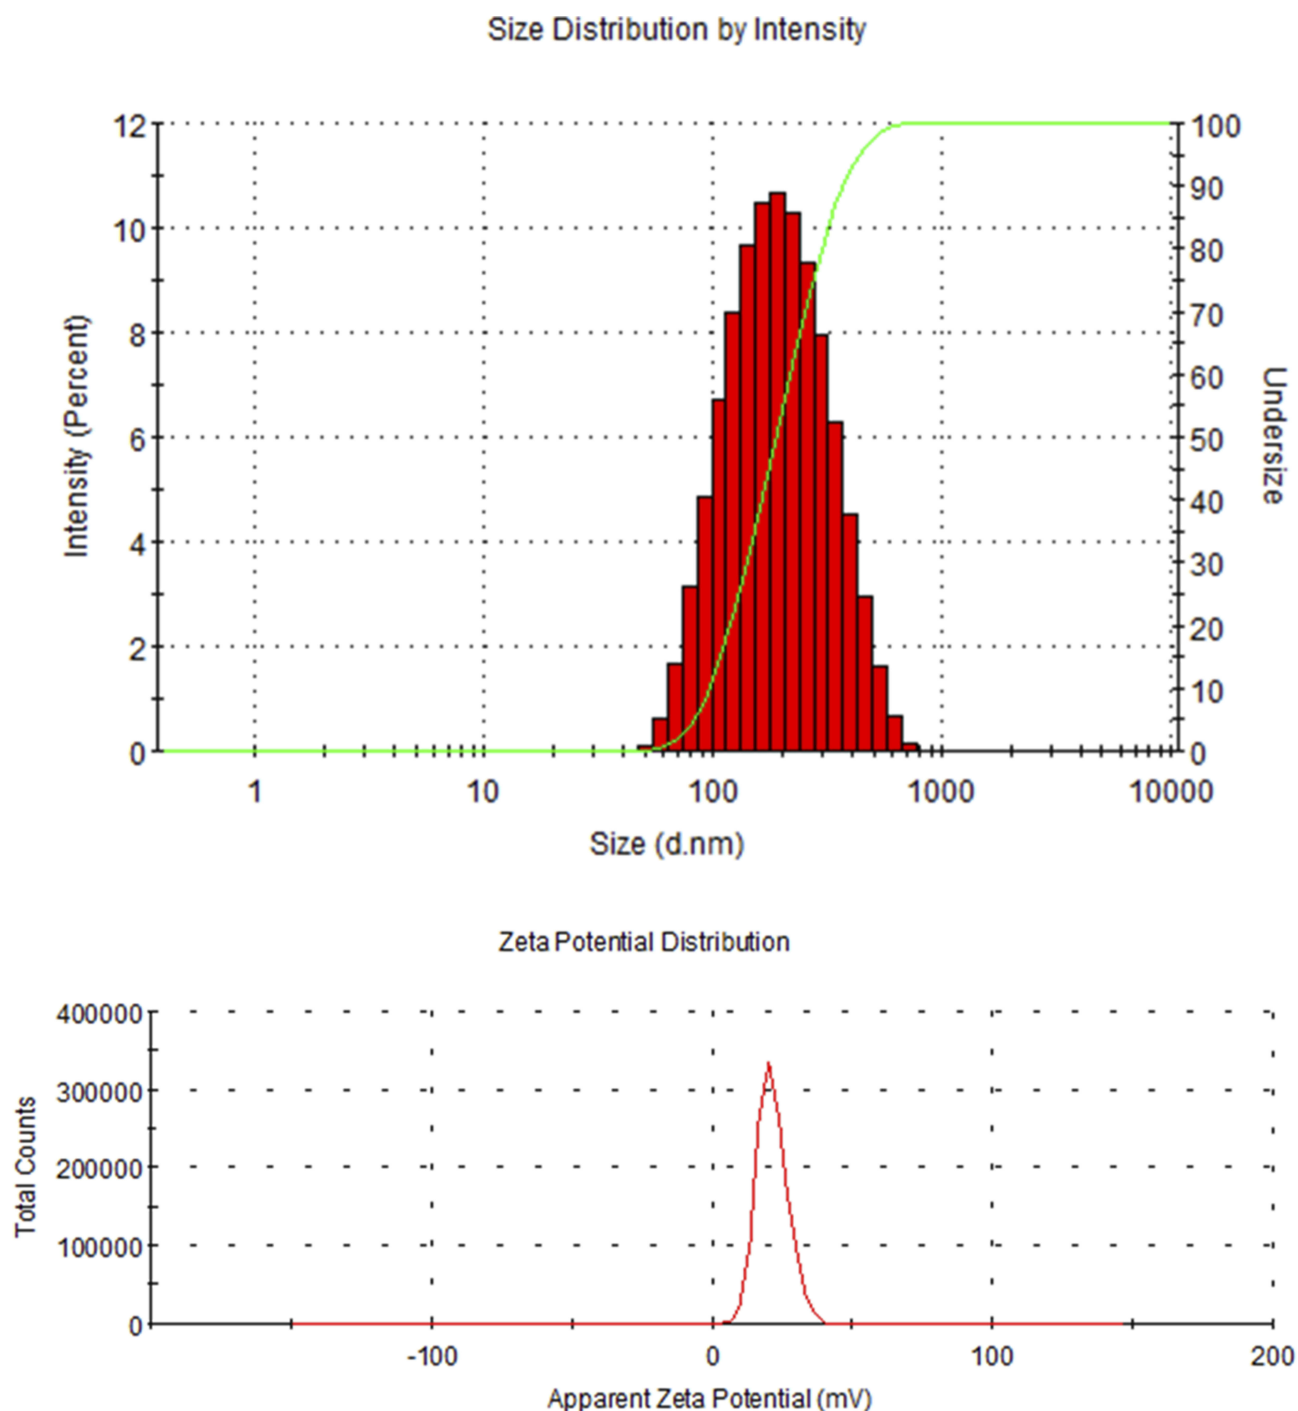 Size Distribution by Intensity
12
10
8
6
4
2
0
Intensity (Percent)
100
90
80
70
60
50
40
30
20
10
0
Undersize
1 10 100 1000 10000
Size (d.nm)
Zeta Potential Distribution
400000
300000
200000
100000
0
Total Counts
-100 0 100 200
Apparent Zeta Potential (mV)